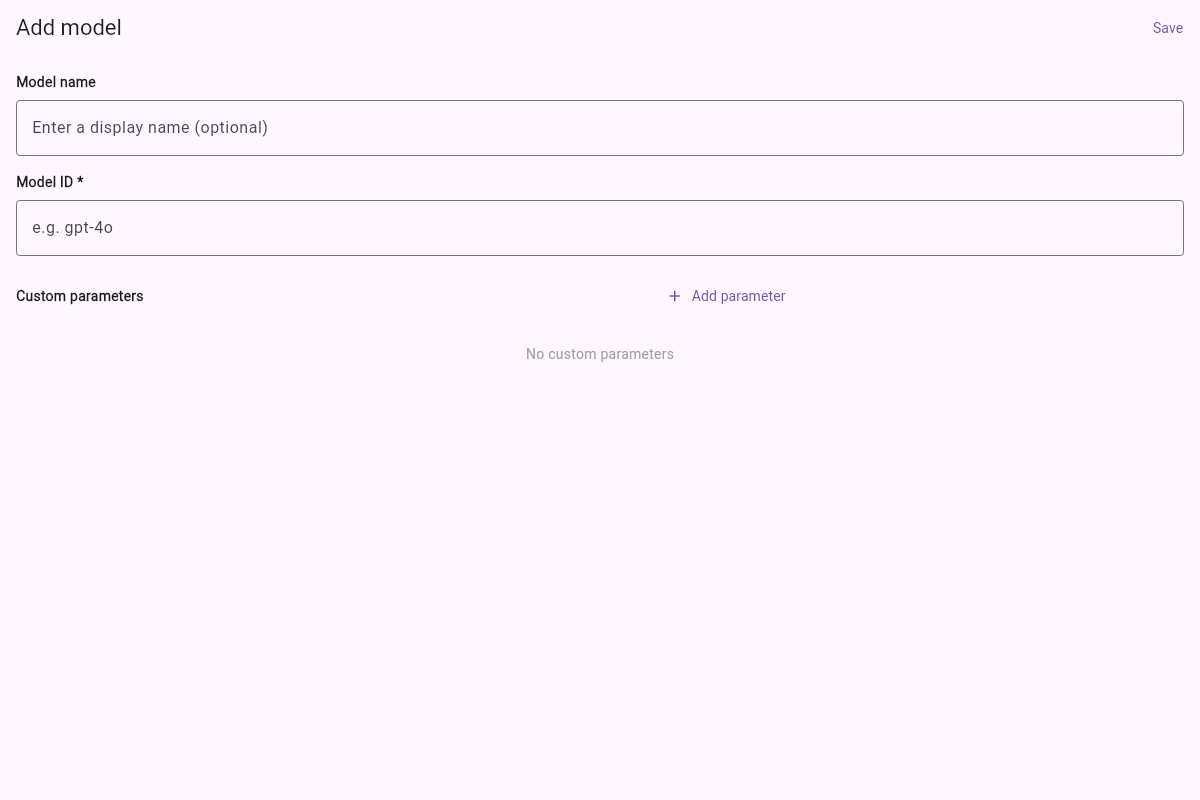 Add model
Save
Model name
Enter a display name (optional)
Model ID *
e.g. gpt-4o
Custom parameters
Add parameter
No custom parameters